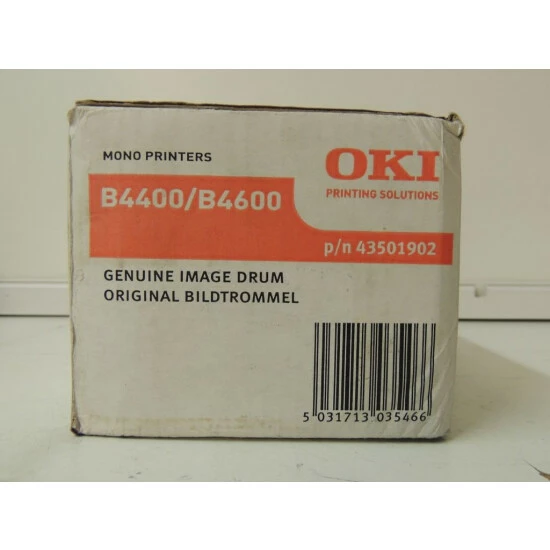 MONO PRINTERS
OKI
PRINTING SOLUTIONS
B4400/B4600
p/n 43501902
GENUINE IMAGE DRUM
ORIGINAL BILDTROMMEL
5 031713 035466